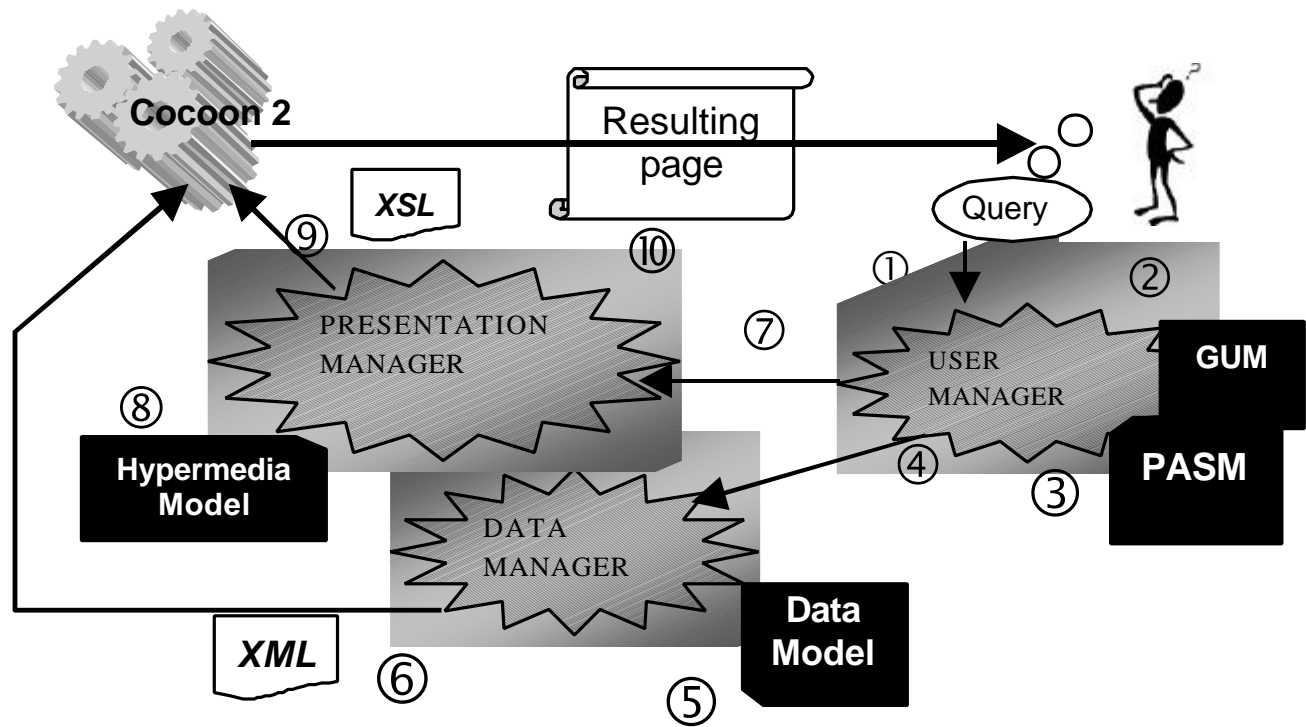 Cocoon 2
Resulting
page
?
XSL
Query
⑨
⑩
①
②
PRESENTATION
MANAGER
⑦
USER
MANAGER
GUM
⑧
Hypermedia
Model
④
③
PASM
DATA
MANAGER
Data
Model
XML
⑥
⑤